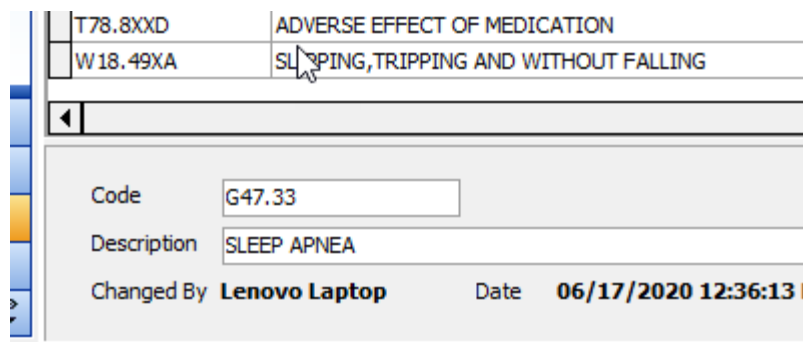 T78.8XXD ADVERSE EFFECT OF MEDICATION
W18.49XA SLIPPING,TRIPPING AND WITHOUT FALLING
Code G47.33
Description SLEEP APNEA
Changed By Lenovo Laptop Date 06/17/2020 12:36:13